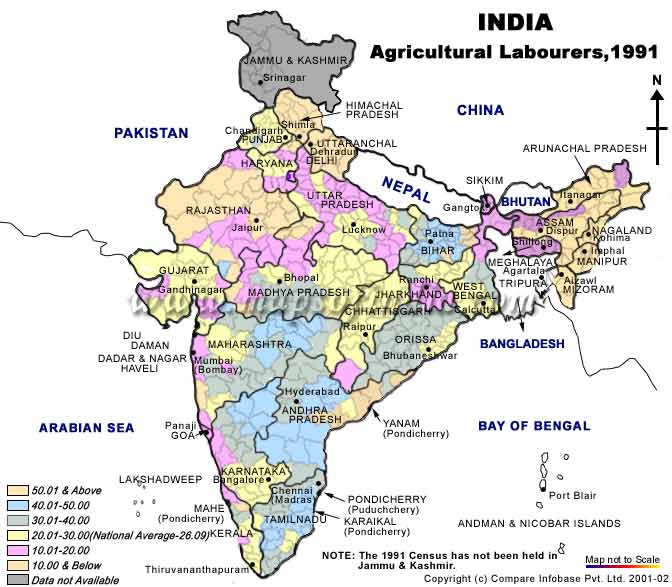 INDIA
Agricultural Labourers,1991
JAMMU & KASHMIR
Srinagar
HIMACHAL
PRADESH
Shimla
CHINA
PAKISTAN
Chandigarh
PUNJAB
UTTARANCHAL
Dehradun
DELHI
HARYANA
ARUNACHAL PRADESH
NEPAL
SIKKIM
Gangtok
BHUTAN
Itanagar
UTTAR
PRADESH
RAJASTHAN
Jaipur
Lucknow
Patna
BIHAR
ASSAM
Dispur
NAGALAND
Kohima
Shillong
MEGHALAYA
Imphal
MANIPUR
Agartala
TRIPURA
Aizawl
MIZORAM
GUJARAT
Gandhinagar
Bhopal
MADHYA PRADESH
Ranchi
JHARKHAND
WEST
BENGAL
Calcutta
CHHATTISGARH
Raipur
BANGLADESH
DIU
DAMAN
DADAR & NAGAR
HAVELI
MAHARASHTRA
Mumbai
(Bombay)
ORISSA
Bhubaneshwar
Hyderabad
ANDHRA
PRADESH
YANAM
(Pondicherry)
Panaji
GOA
ARABIAN SEA
BAY OF BENGAL
KARNATAKA
Bangalore
Chennai
(Madras)
LAKSHADWEEP
PONDICHERRY
(Puduchery)
KARAIKAL
(Pondicherry)
MAHE
(Pondicherry)
TAMILNADU
KERALA
Thiruvananthapuram
Port Blair
ANDMAN & NICOBAR ISLANDS
50.01 & Above
40.01-50.00
30.01-40.00
20.01-30.00(National Average-26.09)
10.01-20.00
10.00 & Below
Data not Available
NOTE: The 1991 Census has not been held in
Jammu & Kashmir.
Map not to Scale
Copyright (c) Compare Infobase Pvt. Ltd. 2001-02